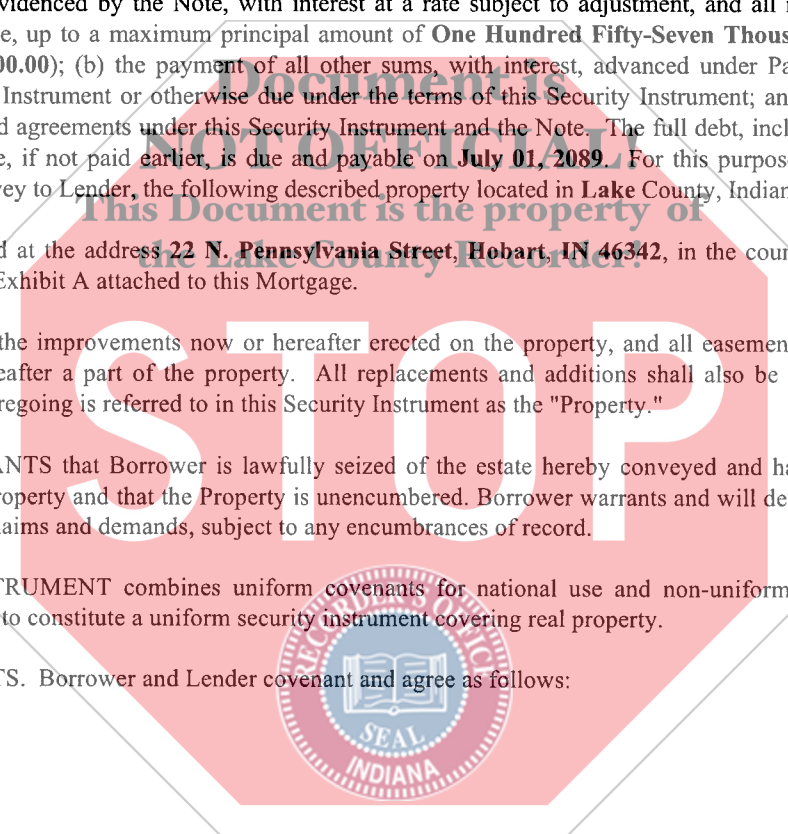 videnced by the Note, with interest at a rate subject to adjustment, and all
e, up to a maximum principal amount of One Hundred Fifty-Seven Thous
00.00); (b) the payment of all other sums, with interest, advanced under Pa
Document is
Instrument or otherwise due under the terms of this Security Instrument; an
d agreements under this Security Instrument and the Note. The full debt, incl
NOT OFFICIAL!
e, if not paid earlier, is due and payable on July 01, 2089. For this purpose
vey to Lender, the following described property located in Lake County, Indian
This Document is the property of
d at the address 22 N. Pennsylvania Street, Hobart, IN 46342, in the coun
the Lake County Recorder!
Exhibit A attached to this Mortgage.
the improvements now or hereafter erected on the property, and all easemen
eafter a part of the property. All replacements and additions shall also be
regoing is referred to in this Security Instrument as the "Property."
STOP
ANTS that Borrower is lawfully seized of the estate hereby conveyed and ha
roperty and that the Property is unencumbered. Borrower warrants and will de
laims and demands, subject to any encumbrances of record.
TRUMENT combines uniform covenants for national use and non-uniform
to constitute a uniform security instrument covering real property.
RECORDER'S OFFICE
TS. Borrower and Lender covenant and agree as follows:
SEAL
INDIANA